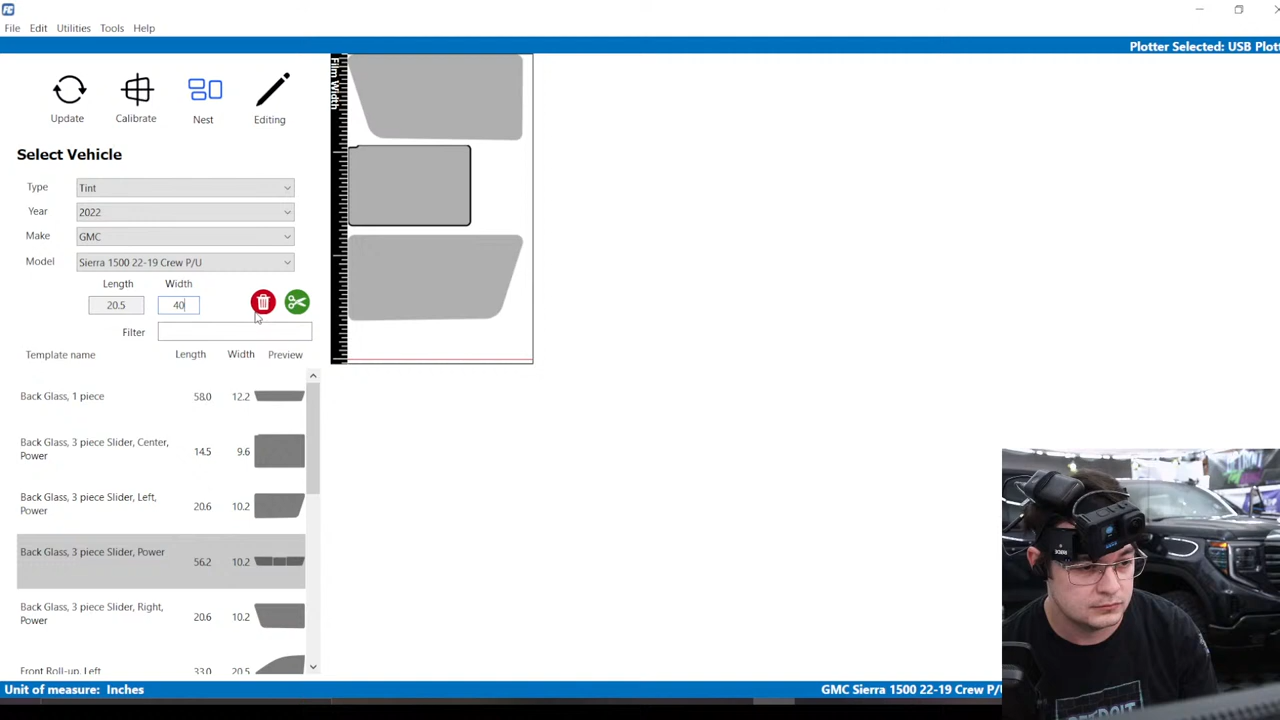 FC
File Edit Utilities Tools Help
Plotter Selected: USB Plott
Update Calibrate Nest Editing
Film Width
Select Vehicle
Type Tint
Year 2022
Make GMC
Model Sierra 1500 22-19 Crew P/U
Length Width
20.5 40
Filter
Template name Length Width Preview
Back Glass, 1 piece 58.0 12.2
Back Glass, 3 piece Slider, Center,
Power 14.5 9.6
Back Glass, 3 piece Slider, Left,
Power 20.6 10.2
Back Glass, 3 piece Slider, Power 56.2 10.2
Back Glass, 3 piece Slider, Right,
Power 20.6 10.2
Front Roll-up, Left 33.0 20.5
Unit of measure: Inches
GMC Sierra 1500 22-19 Crew P/U
DETROIT